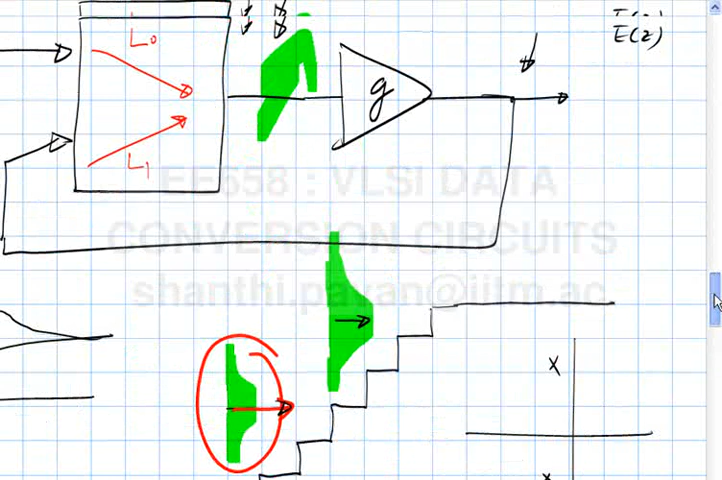 L₀
E(z)
g
L₁
EE658 : VLSI DATA
CONVERSION CIRCUITS
shanthi.pavan@iitm.ac
X
X